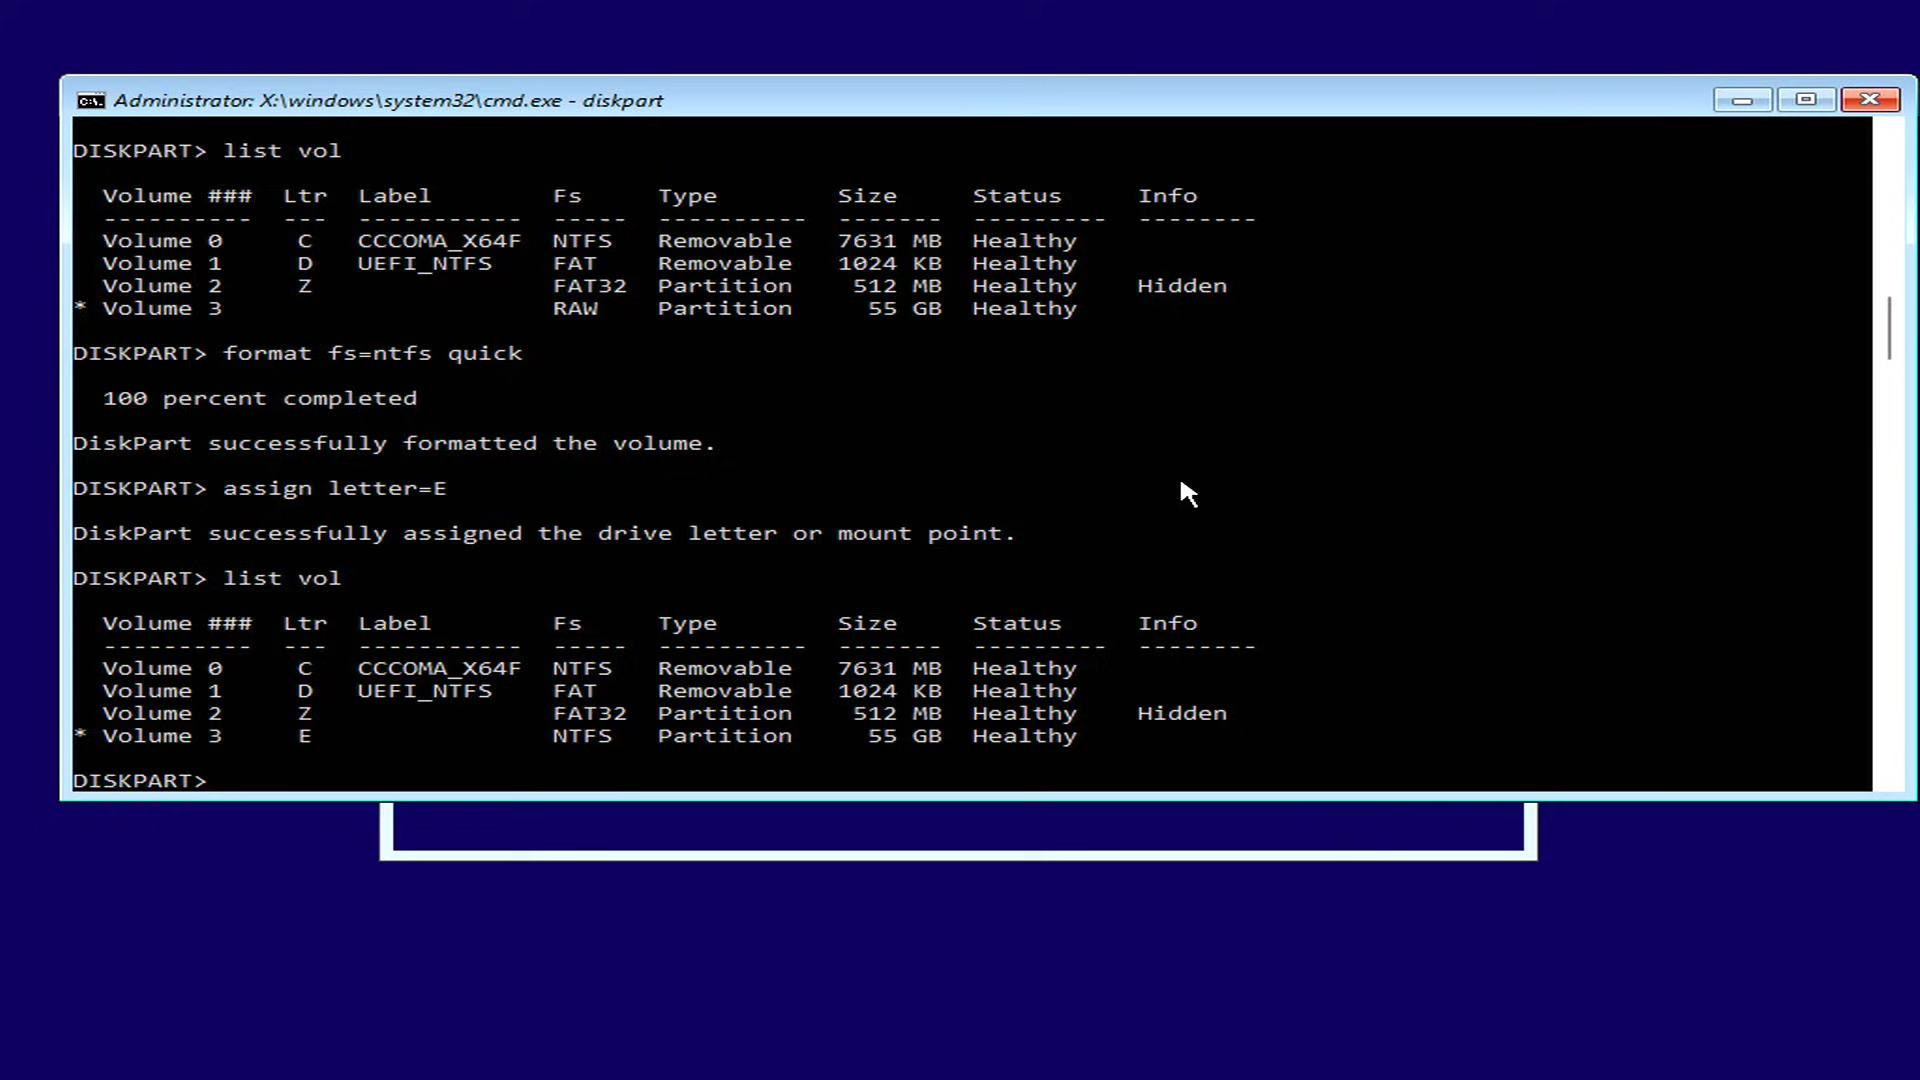 Administrator: X:\windows\system32\cmd.exe - diskpart
DISKPART> list vol
  Volume ###  Ltr  Label        Fs     Type        Size     Status     Info
  ----------  ---  -----------  -----  ----------  -------  ---------  --------
  Volume 0     C   CCCOMA_X64F  NTFS   Removable   7631 MB  Healthy
  Volume 1     D   UEFI_NTFS    FAT    Removable   1024 KB  Healthy
  Volume 2     Z                FAT32  Partition    512 MB  Healthy    Hidden
* Volume 3                      RAW    Partition     55 GB  Healthy
DISKPART> format fs=ntfs quick
  100 percent completed
DiskPart successfully formatted the volume.
DISKPART> assign letter=E
DiskPart successfully assigned the drive letter or mount point.
DISKPART> list vol
  Volume ###  Ltr  Label        Fs     Type        Size     Status     Info
  ----------  ---  -----------  -----  ----------  -------  ---------  --------
  Volume 0     C   CCCOMA_X64F  NTFS   Removable   7631 MB  Healthy
  Volume 1     D   UEFI_NTFS    FAT    Removable   1024 KB  Healthy
  Volume 2     Z                FAT32  Partition    512 MB  Healthy    Hidden
* Volume 3     E                NTFS   Partition     55 GB  Healthy
DISKPART>